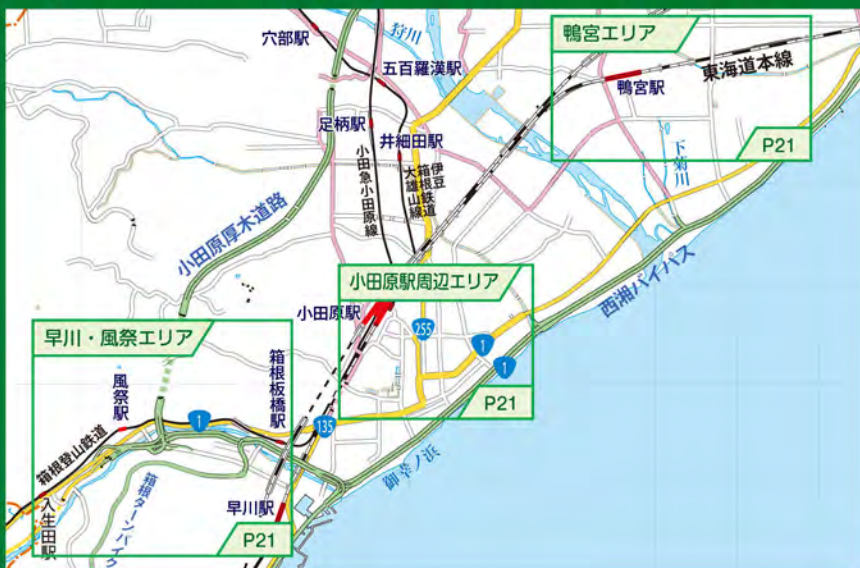 鴨宮エリア
狩川
穴部駅
五百羅漢駅
東海道本線
鴨宮駅
足柄駅
井細田駅
P21
下菊川
小田急小田原線
伊豆
箱根鉄道
大雄山線
小田原厚木道路
西湘バイパス
小田原駅周辺エリア
小田原駅
255
早川・風祭エリア
1
1
箱根板橋駅
風祭駅
P21
1
135
箱根登山鉄道
御幸ノ浜
入生田駅
箱根ターンパイク
早川駅
P21